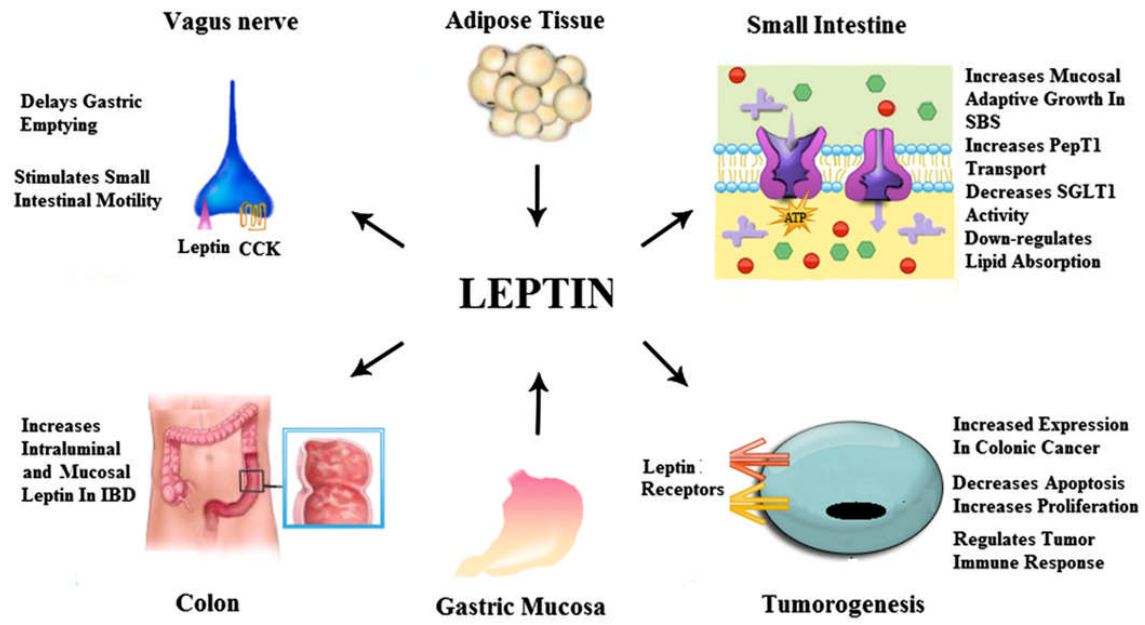 Vagus nerve
Adipose Tissue
Small Intestine
Delays Gastric
Emptying
Stimulates Small
Intestinal Motility
Leptin CCK
ATP
Increases Mucosal
Adaptive Growth In
SBS
Increases PepT1
Transport
Decreases SGLT1
Activity
Down-regulates
Lipid Absorption
LEPTIN
Increases
Intraluminal
and Mucosal
Leptin In IBD
Colon
Gastric Mucosa
Leptin
Receptors
Increased Expression
In Colonic Cancer
Decreases Apoptosis
Increases Proliferation
Regulates Tumor
Immune Response
Tumorogenesis